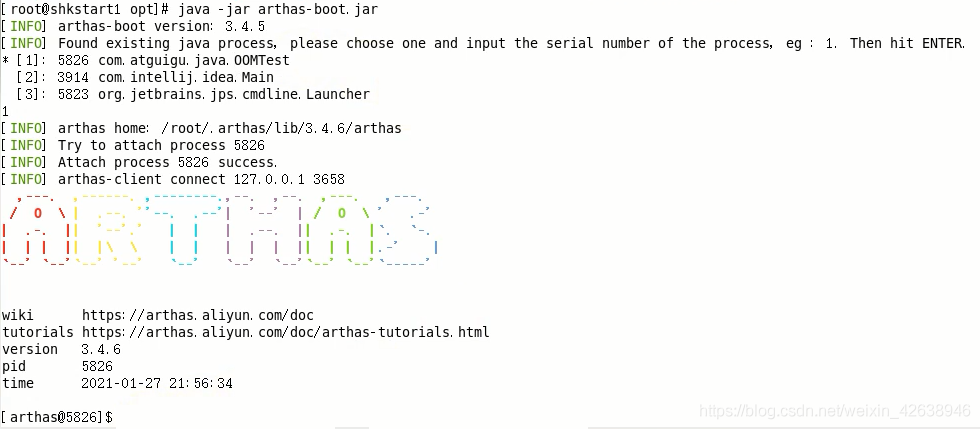 [root@shkstart1 opt]# java -jar arthas-boot.jar
[INFO] arthas-boot version: 3.4.5
[INFO] Found existing java process, please choose one and input the serial number of the process, eg : 1. Then hit ENTER.
* [1]: 5826 com.atguigu.java.OOMTest
  [2]: 3914 com.intellij.idea.Main
  [3]: 5823 org.jetbrains.jps.cmdline.Launcher
1
[INFO] arthas home: /root/.arthas/lib/3.4.6/arthas
[INFO] Try to attach process 5826
[INFO] Attach process 5826 success.
[INFO] arthas-client connect 127.0.0.1 3658
ARTHAS
wiki      https://arthas.aliyun.com/doc
tutorials https://arthas.aliyun.com/doc/arthas-tutorials.html
version   3.4.6
pid       5826
time      2021-01-27 21:56:34
[arthas@5826]$
https://blog.csdn.net/weixin_42638946